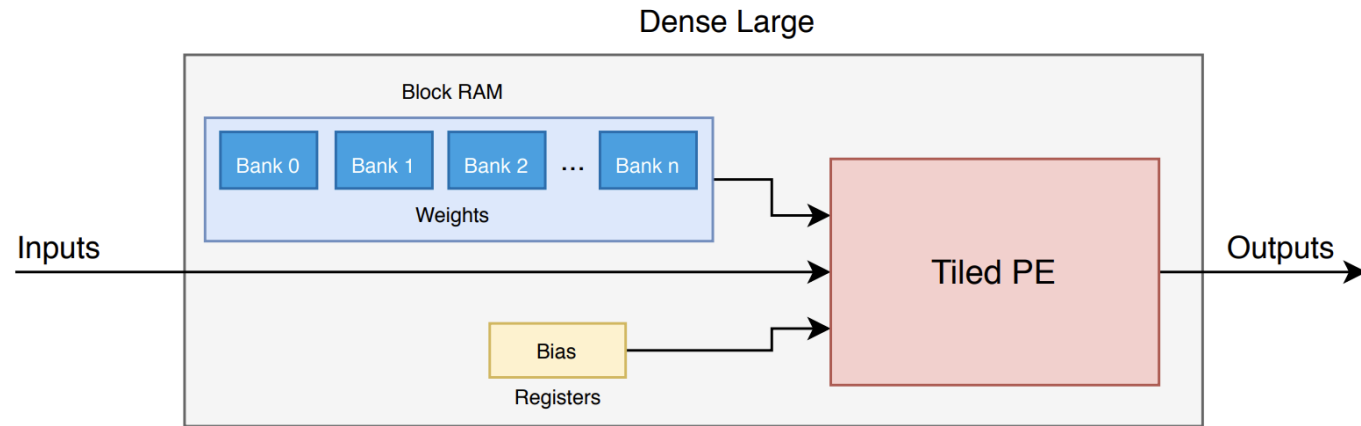 Dense Large
Block RAM
Bank 0 Bank 1 Bank 2 ... Bank n
Weights
Inputs
Tiled PE
Outputs
Bias
Registers